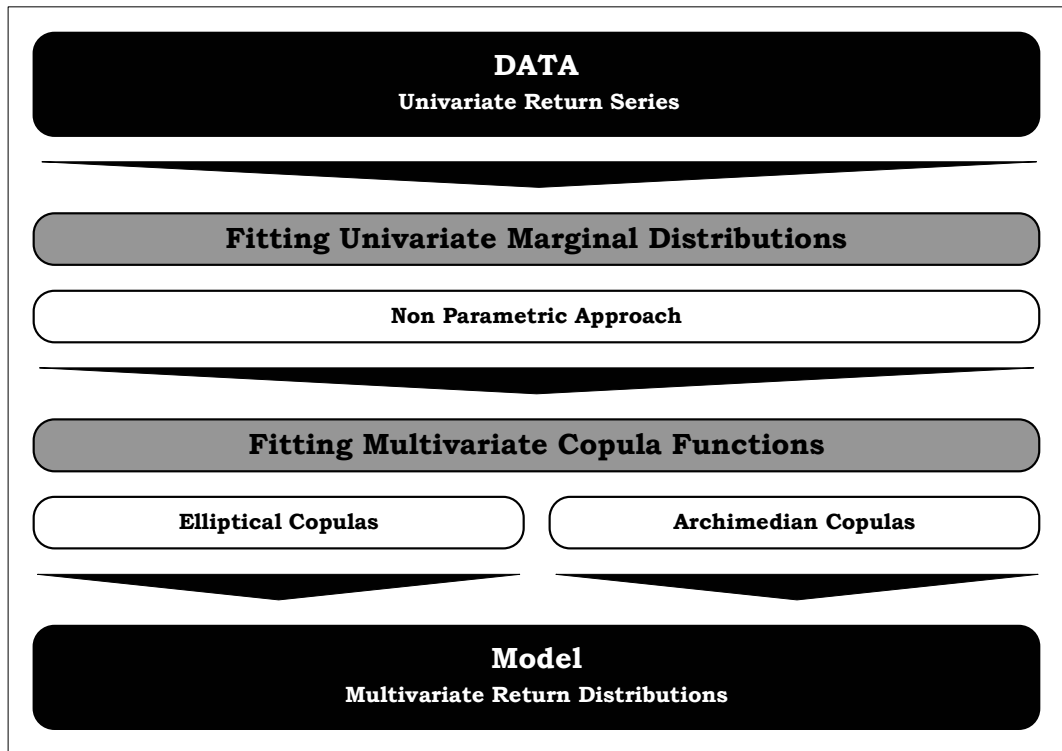 DATA
Univariate Return Series
Fitting Univariate Marginal Distributions
Non Parametric Approach
Fitting Multivariate Copula Functions
Elliptical Copulas
Archimedian Copulas
Model
Multivariate Return Distributions